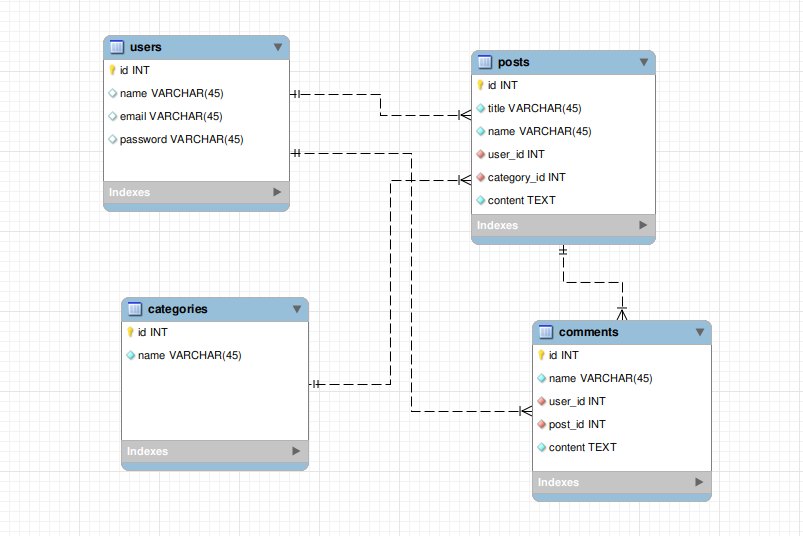 users
id INT
name VARCHAR(45)
email VARCHAR(45)
password VARCHAR(45)
Indexes
posts
id INT
title VARCHAR(45)
name VARCHAR(45)
user_id INT
category_id INT
content TEXT
Indexes
categories
id INT
name VARCHAR(45)
Indexes
comments
id INT
name VARCHAR(45)
user_id INT
post_id INT
content TEXT
Indexes